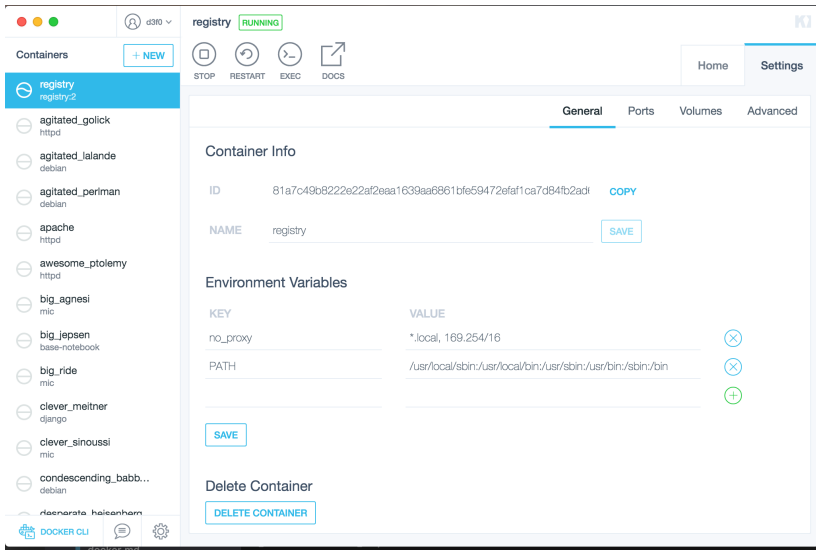 d3f0
registry RUNNING
Containers
+ NEW
STOP RESTART EXEC DOCS
Home Settings
registry
registry:2
agitated_golick
httpd
agitated_lalande
debian
agitated_perlman
debian
apache
httpd
awesome_ptolemy
httpd
big_agnesi
mic
big_jepsen
base-notebook
big_ride
mic
clever_meitner
django
clever_sinoussi
mic
condescending_babb...
debian
desperate_heisenberg
DOCKER CLI
General Ports Volumes Advanced
Container Info
ID 81a7c49b8222e22af2eaa1639aa6861bfe59472efaf1ca7d84fb2ad6 COPY
NAME registry SAVE
Environment Variables
KEY VALUE
no_proxy *.local, 169.254/16
PATH /usr/local/sbin:/usr/local/bin:/usr/sbin:/usr/bin:/sbin:/bin
SAVE
Delete Container
DELETE CONTAINER
docker.md